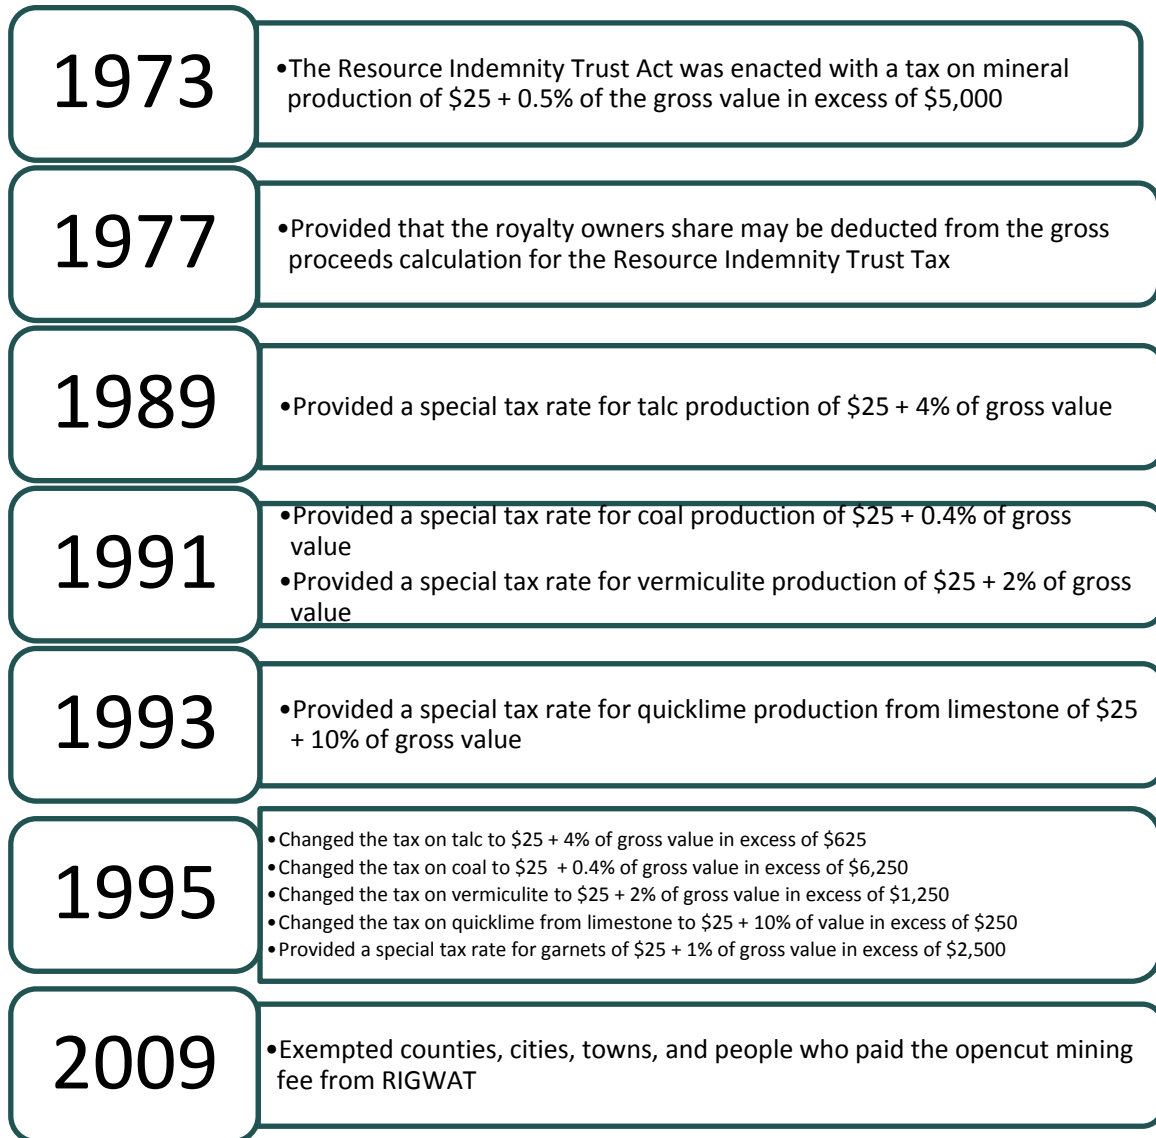 1973
•The Resource Indemnity Trust Act was enacted with a tax on mineral
production of $25 + 0.5% of the gross value in excess of $5,000
1977
•Provided that the royalty owners share may be deducted from the gross
proceeds calculation for the Resource Indemnity Trust Tax
1989
•Provided a special tax rate for talc production of $25 + 4% of gross value
1991
•Provided a special tax rate for coal production of $25 + 0.4% of gross
value
•Provided a special tax rate for vermiculite production of $25 + 2% of gross
value
1993
•Provided a special tax rate for quicklime production from limestone of $25
+ 10% of gross value
1995
•Changed the tax on talc to $25 + 4% of gross value in excess of $625
•Changed the tax on coal to $25 + 0.4% of gross value in excess of $6,250
•Changed the tax on vermiculite to $25 + 2% of gross value in excess of $1,250
•Changed the tax on quicklime from limestone to $25 + 10% of value in excess of $250
•Provided a special tax rate for garnets of $25 + 1% of gross value in excess of $2,500
2009
•Exempted counties, cities, towns, and people who paid the opencut mining
fee from RIGWAT